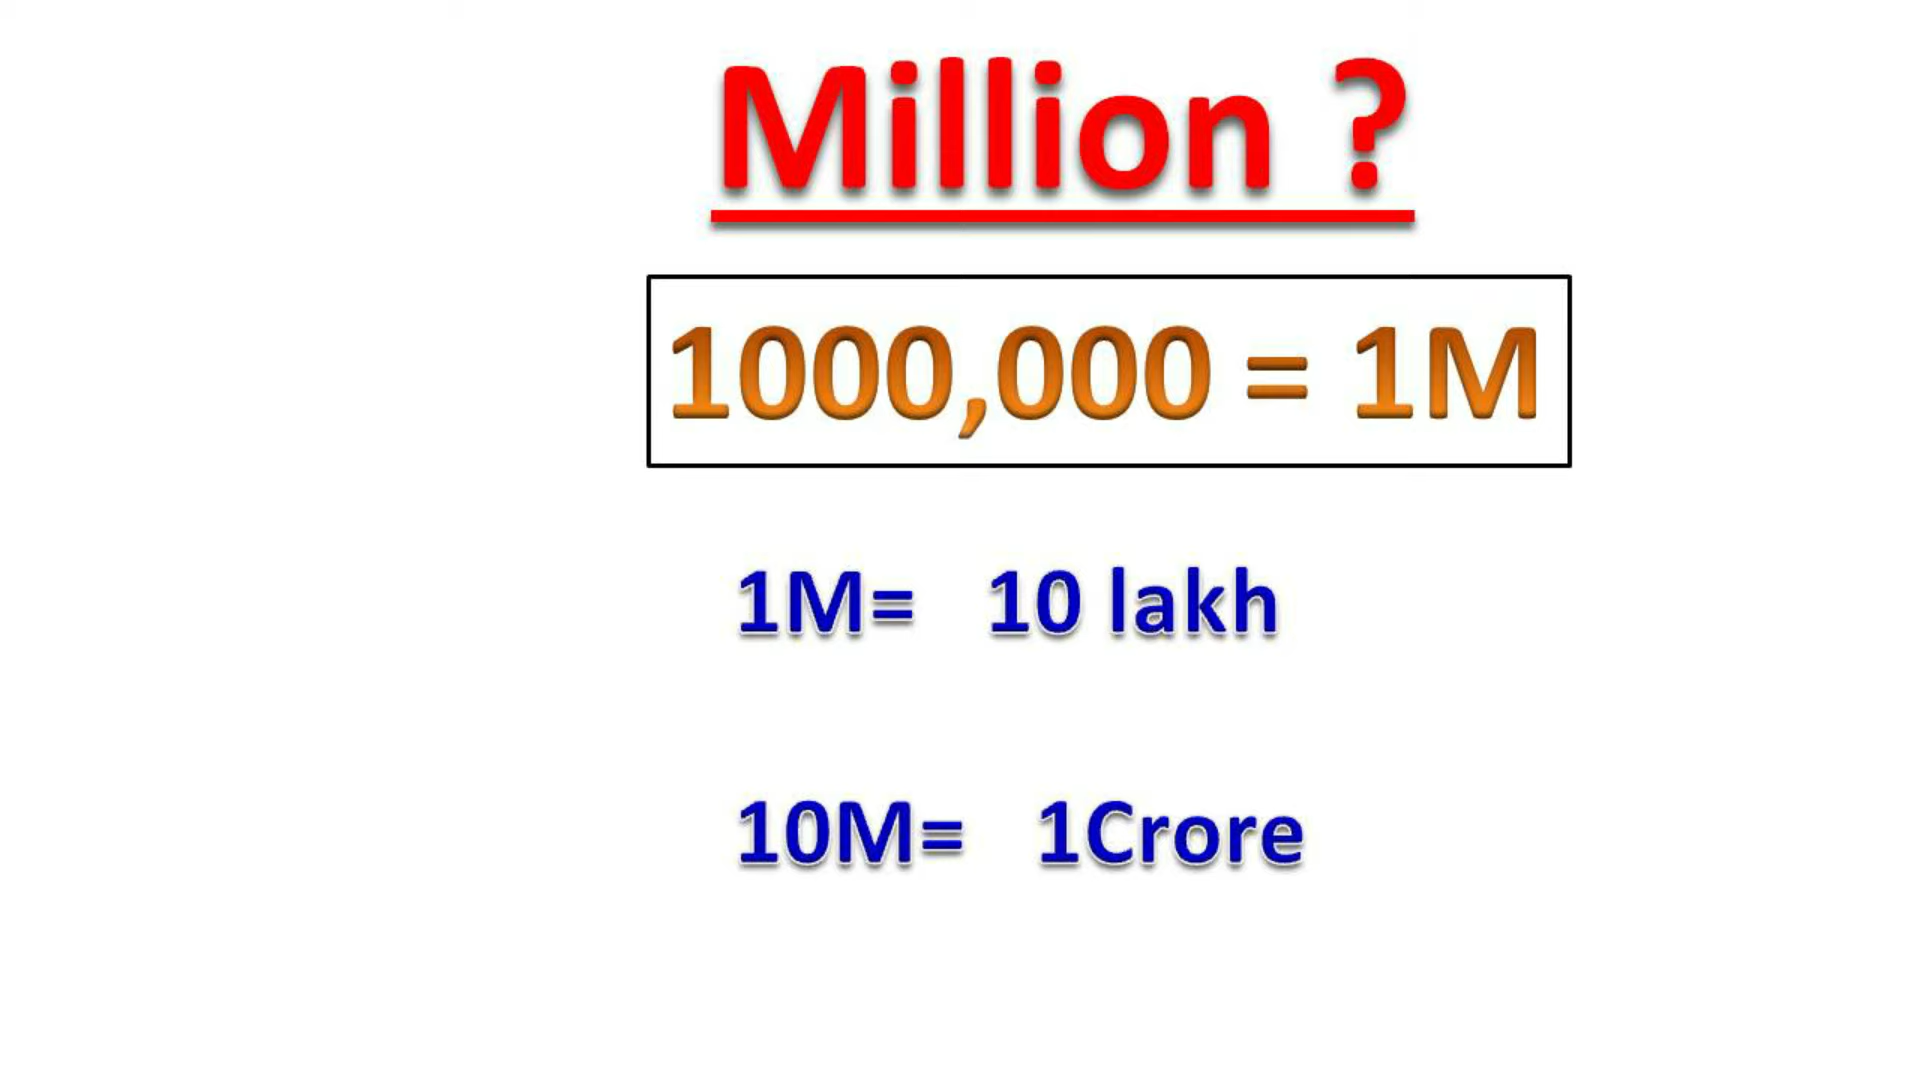 Million ?
1000,000 = 1M
1M= 10 lakh
10M= 1Crore